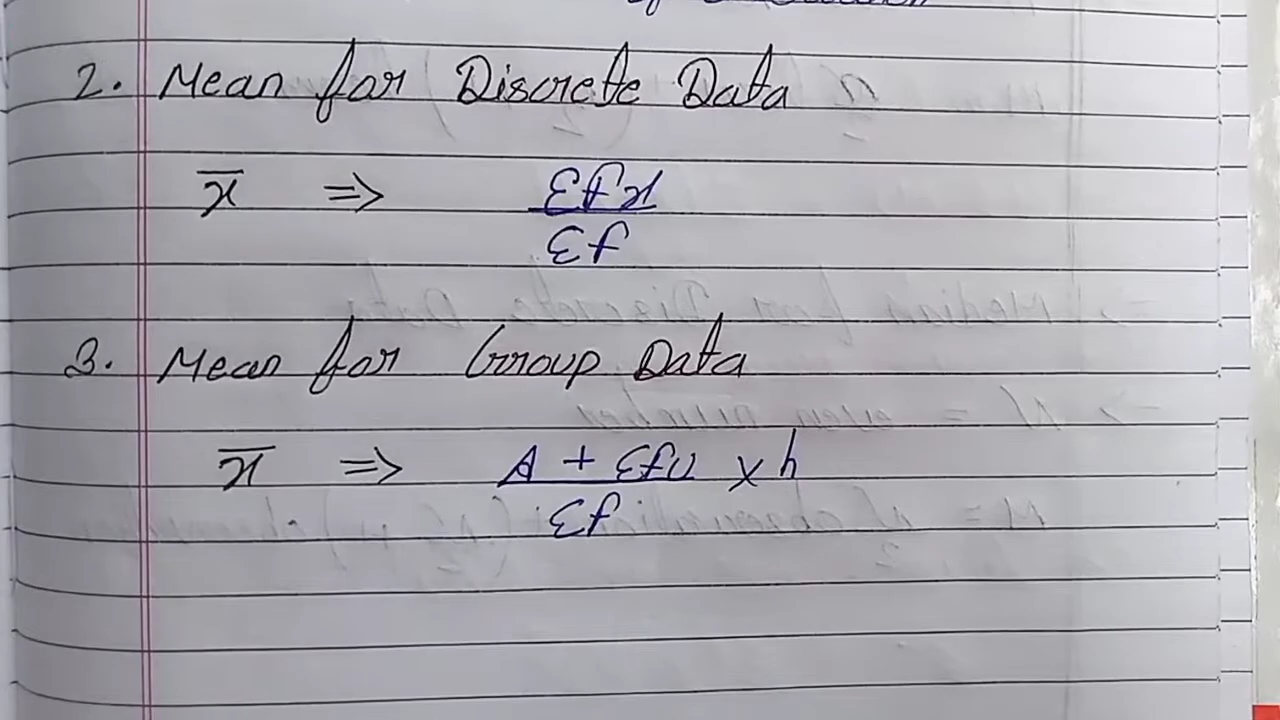 2. Mean for Discrete Data
x̄ => Σfx
Σf
3. Mean for Group Data
x̄ => A + Σfu × h
Σf